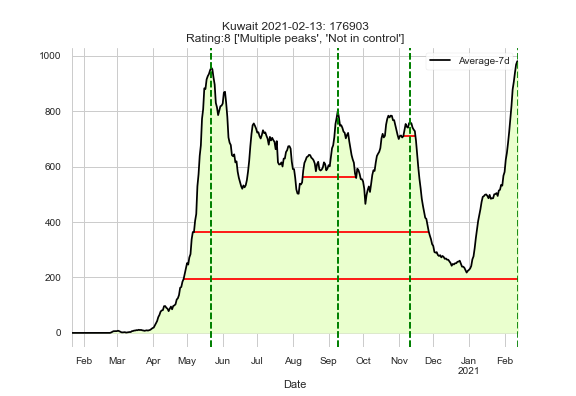 Kuwait 2021-02-13: 176903
Rating:8 ['Multiple peaks', 'Not in control']
Average-7d
1000
800
600
400
200
0
Feb Mar Apr May Jun Jul Aug Sep Oct Nov Dec Jan Feb
2021
Date